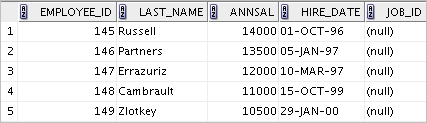 EMPLOYEE_ID LAST_NAME ANNSAL HIRE_DATE JOB_ID
1 145 Russell 14000 01-OCT-96 (null)
2 146 Partners 13500 05-JAN-97 (null)
3 147 Errazuriz 12000 10-MAR-97 (null)
4 148 Cambrault 11000 15-OCT-99 (null)
5 149 Zlotkey 10500 29-JAN-00 (null)